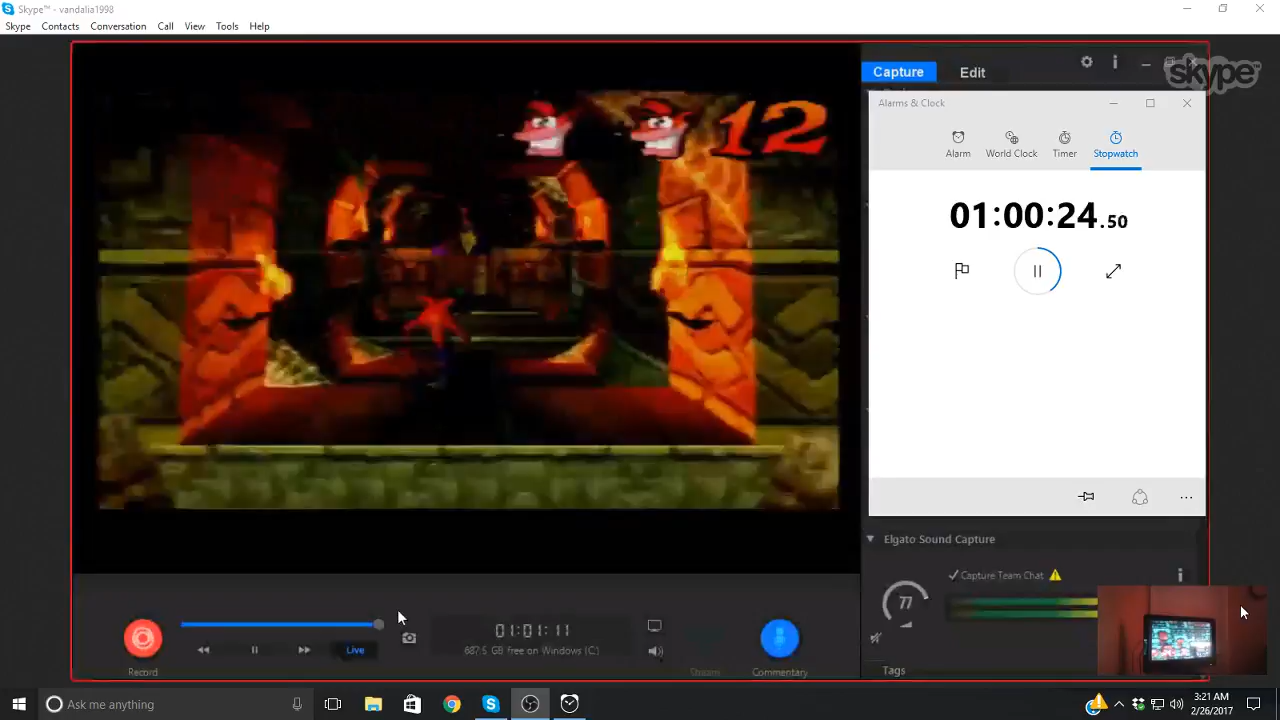 Skype™ - vandalia1998
Skype Contacts Conversation Call View Tools Help
Capture Edit
skype™
Alarms & Clock
Alarm World Clock Timer Stopwatch
12
01:00:24.50
Elgato Sound Capture
Capture Team Chat
77
01:01:11
687.5 GB free on Windows (C:)
Live
Record Stream Commentary
Tags
Ask me anything
3:21 AM
2/26/2017